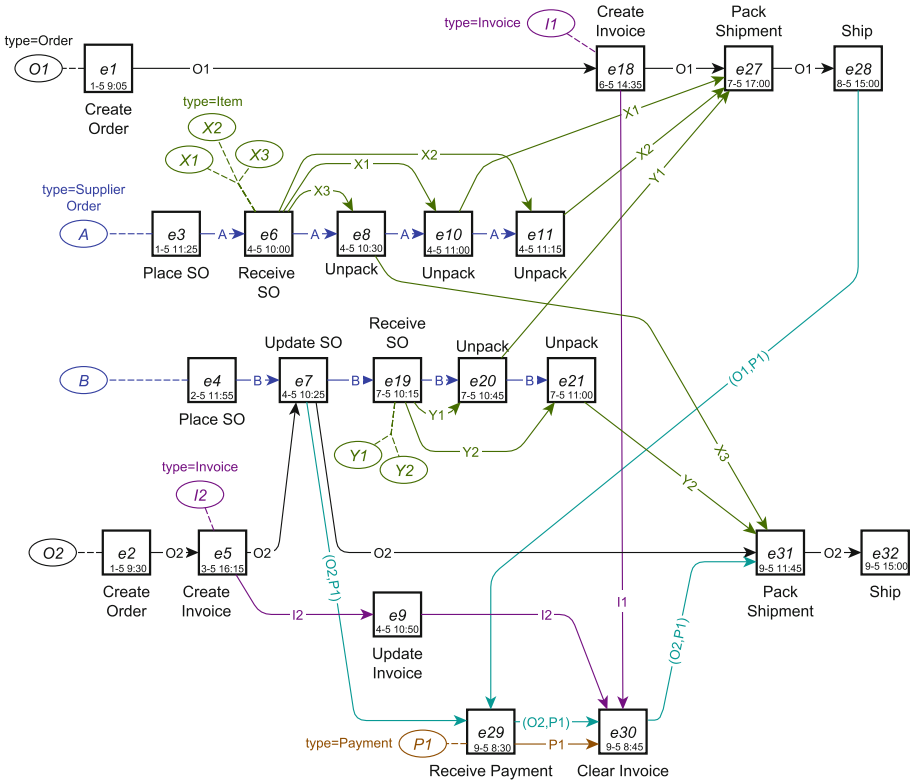 type=Invoice
I1
Create
Invoice
Pack
Shipment
Ship
type=Order
O1
e1
1-5 9:05
O1
e18
6-5 14:35
O1
e27
7-5 17:00
O1
e28
8-5 15:00
Create
Order
type=Item
X2
X1
X3
X1
X2
Y1
X2
X1
X3
type=Supplier
Order
A
e3
1-5 11:25
A
e6
4-5 10:00
A
e8
4-5 10:30
A
e10
4-5 11:00
A
e11
4-5 11:15
Place SO
Receive
SO
Unpack
Unpack
Unpack
Update SO
Receive
SO
Unpack
Unpack
(O1,P1)
B
e4
2-5 11:55
B
e7
4-5 10:25
B
e19
7-5 10:15
B
e20
7-5 10:45
B
e21
7-5 11:00
Place SO
Y1
Y2
Y1
Y2
X3
Y2
type=Invoice
I2
O2
e2
1-5 9:30
O2
e5
3-5 16:15
O2
O2
e31
9-5 11:45
O2
e32
9-5 15:00
Create
Order
Create
Invoice
(O2,P1)
Pack
Shipment
Ship
I2
e9
4-5 10:50
I2
I1
(O2,P1)
Update
Invoice
type=Payment
P1
e29
9-5 8:30
(O2,P1)
P1
e30
9-5 8:45
Receive Payment
Clear Invoice